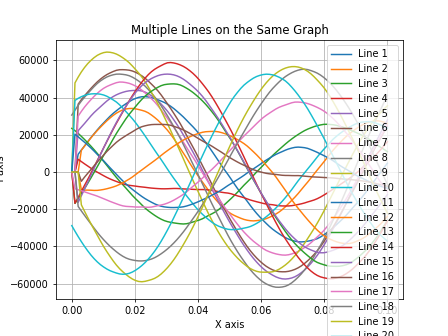 Multiple Lines on the Same Graph
60000
40000
20000
0
−20000
−40000
−60000
0.00
0.02
0.04
0.06
X axis
axis
Line 1
Line 2
Line 3
Line 4
Line 5
Line 6
Line 7
Line 8
Line 9
Line 10
Line 11
Line 12
Line 13
Line 14
Line 15
Line 16
Line 17
Line 18
Line 19
Line 20